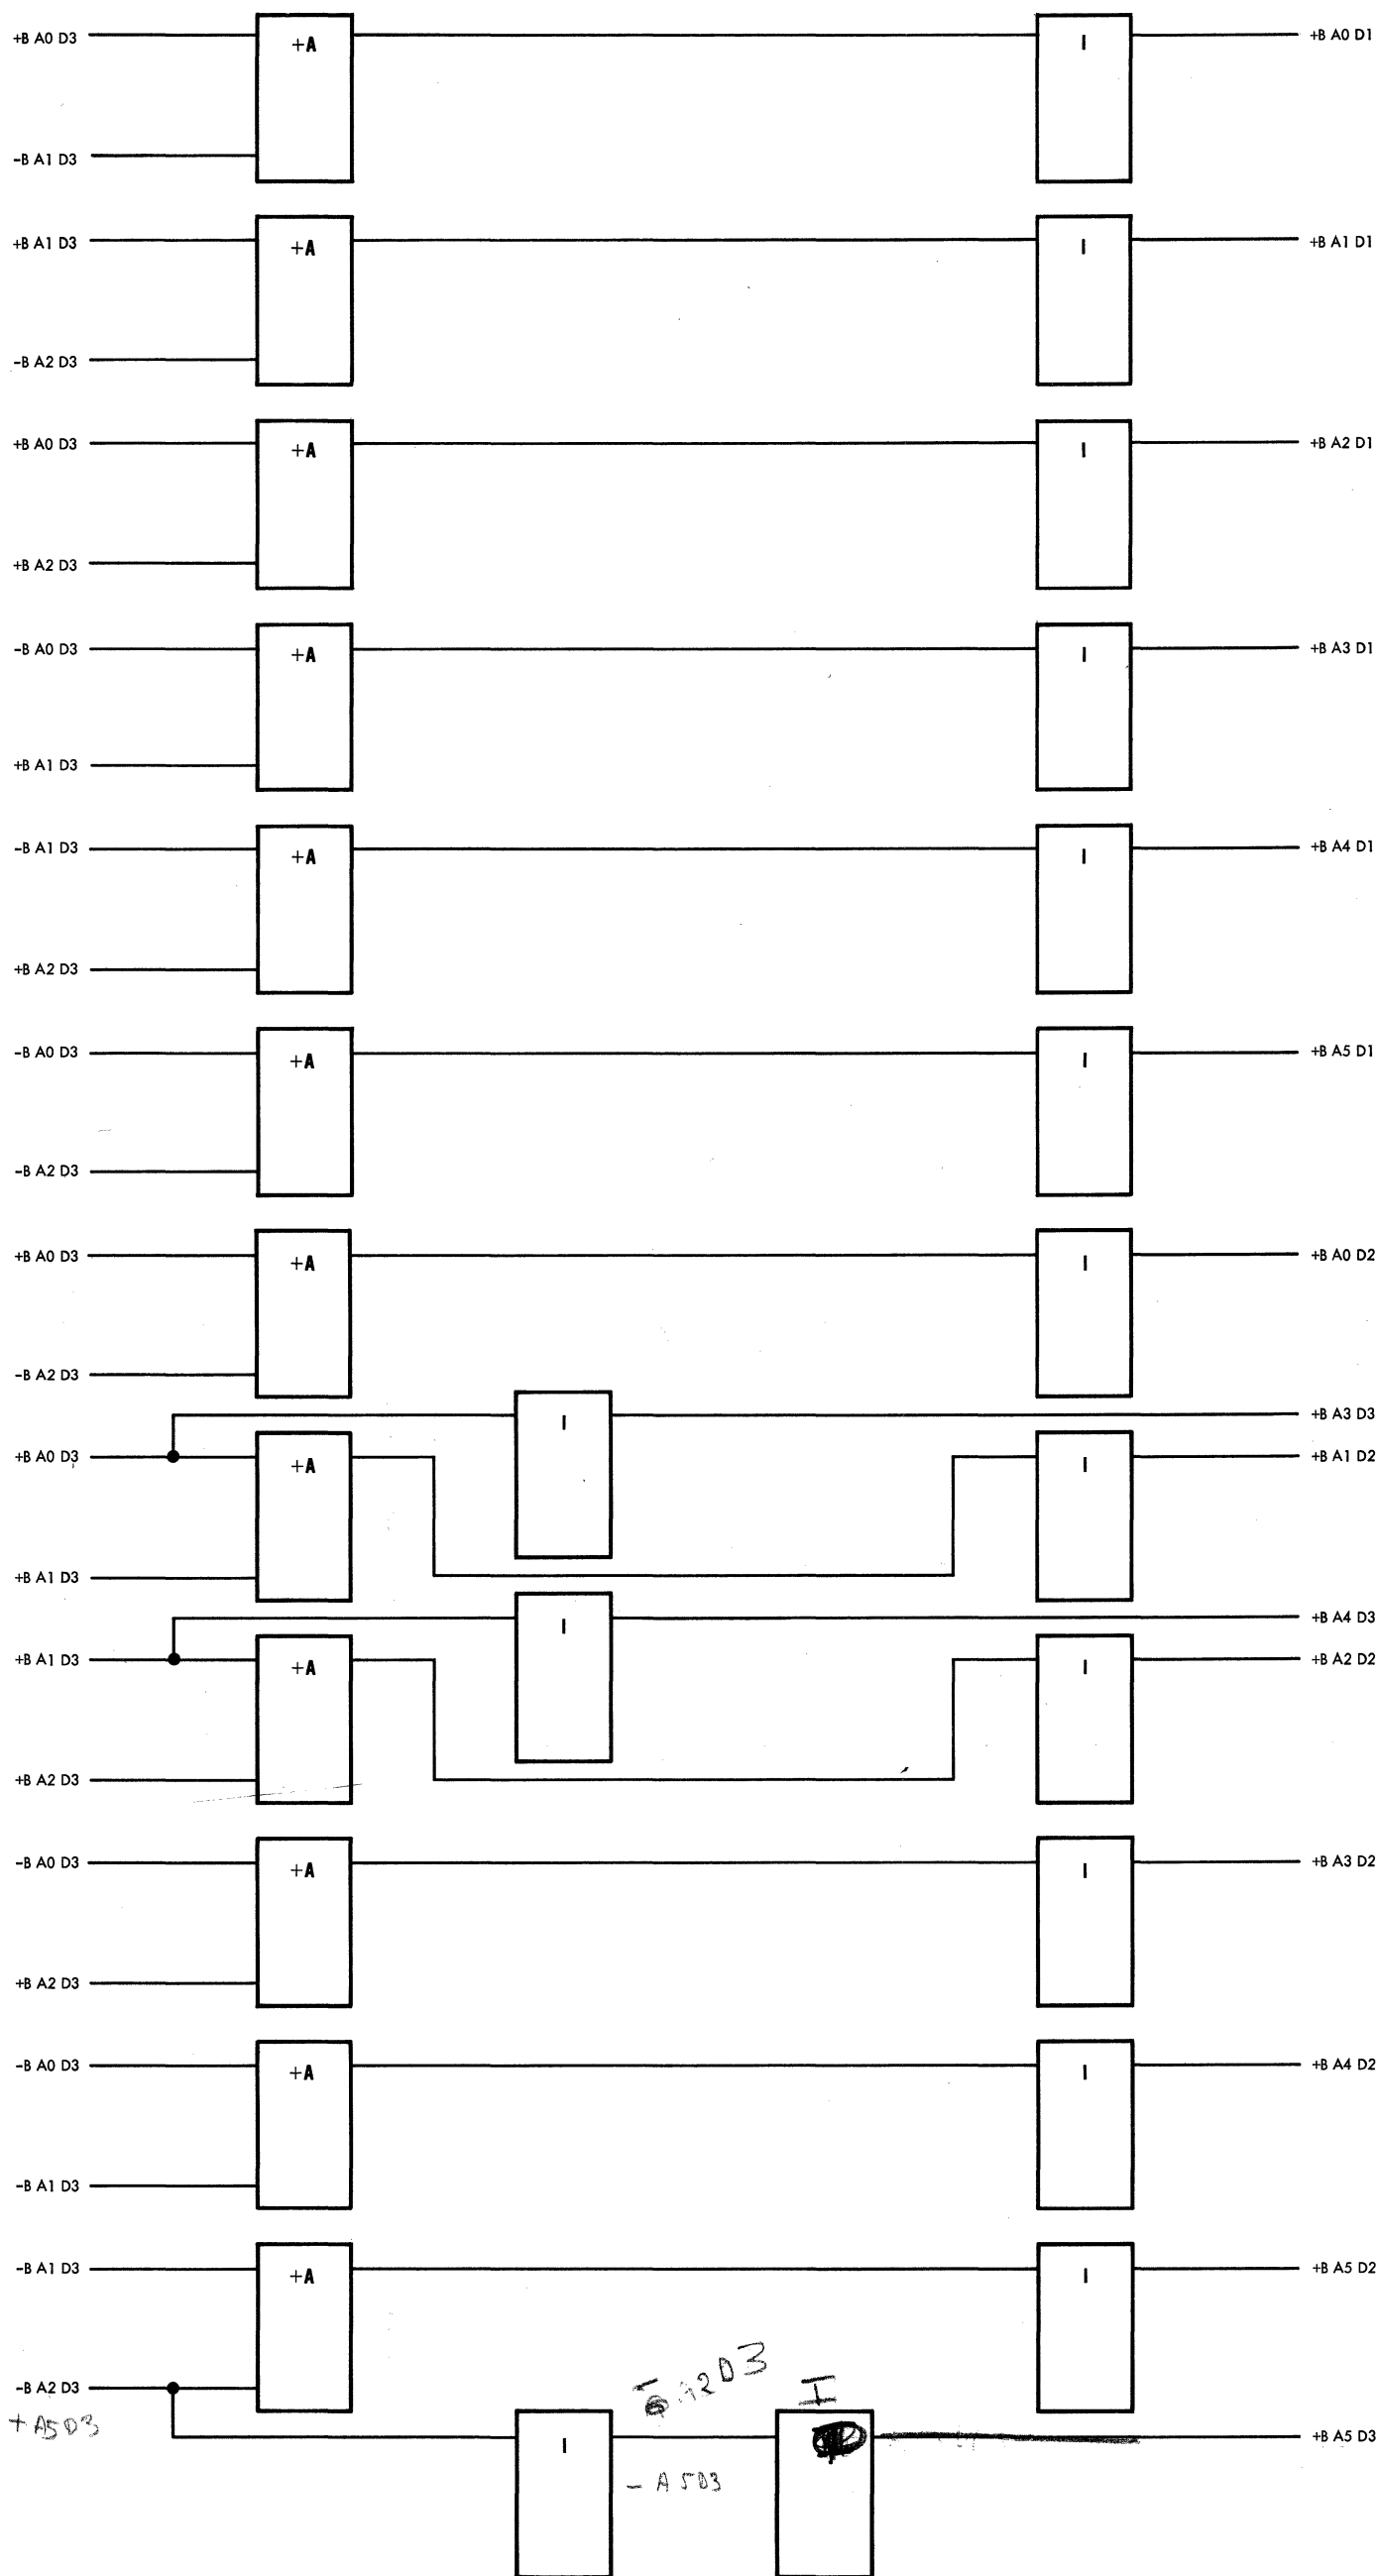 +B A0 D3 +A I +B A0 D1
-B A1 D3
+B A1 D3 +A I +B A1 D1
-B A2 D3
+B A0 D3 +A I +B A2 D1
+B A2 D3
-B A0 D3 +A I +B A3 D1
+B A1 D3
-B A1 D3 +A I +B A4 D1
+B A2 D3
-B A0 D3 +A I +B A5 D1
-B A2 D3
+B A0 D3 +A I +B A0 D2
-B A2 D3
I +B A3 D3
+B A0 D3 +A I +B A1 D2
+B A1 D3
I +B A4 D3
+B A1 D3 +A I +B A2 D2
+B A2 D3
-B A0 D3 +A I +B A3 D2
+B A2 D3
-B A0 D3 +A I +B A4 D2
-B A1 D3
-B A1 D3 +A I +B A5 D2
A2D3 I
-B A2 D3
+ A5D3
I +B A5 D3
- A5D3